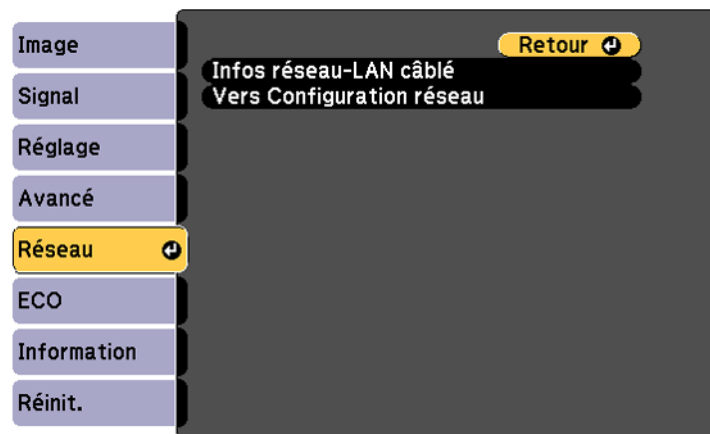 Image
Signal
Réglage
Avancé
Réseau
ECO
Information
Réinit.
Retour
Infos réseau-LAN câblé
Vers Configuration réseau